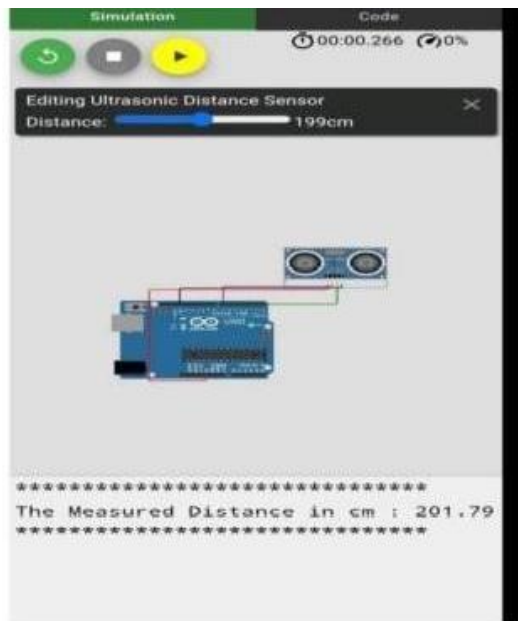 Simulation Code
00:00.266 0%
Editing Ultrasonic Distance Sensor
Distance: 199cm
UNO
*******************************
The Measured Distance in cm : 201.79
*******************************